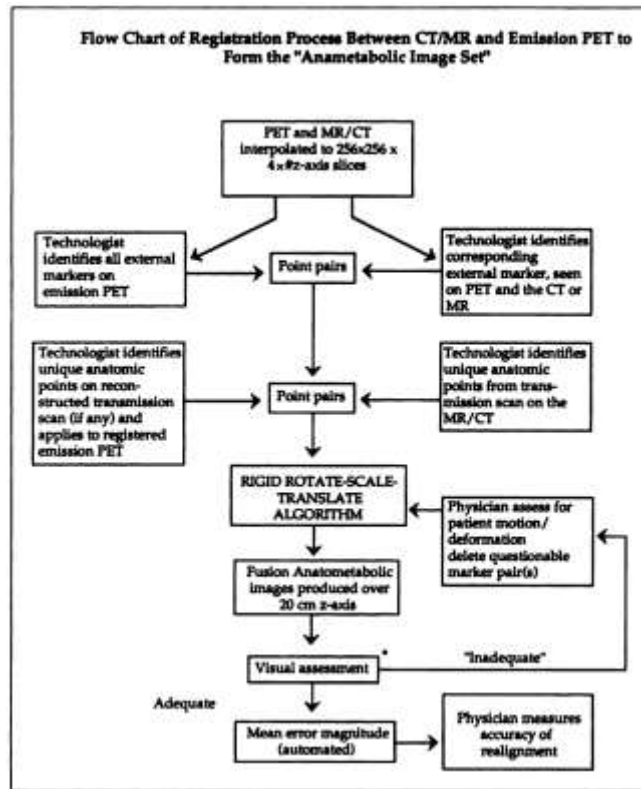 Flow Chart of Registration Process Between CT/MR and Emission PET to
Form the "Anametabolic Image Set"
PET and MR/CT
interpolated to 256x256 x
4x#z-axis slices
Technologist
identifies all external
markers on
emission PET
Point pairs
Technologist identifies
corresponding
external marker, seen
on PET and the CT or
MR
Technologist identifies
unique anatomic
points on recon-
structed transmission
scan (if any) and
applies to registered
emission PET
Point pairs
Technologist identifies
unique anatomic
points from trans-
mission scan on the
MR/CT
RIGID ROTATE-SCALE-
TRANSLATE
ALGORITHM
Physician assess for
patient motion/
deformation
delete questionable
marker pair(s)
Fusion Anatometabolic
images produced over
20 cm z-axis
Visual assessment
*
"Inadequate"
Adequate
Mean error magnitude
(automated)
Physician measures
accuracy of
realignment